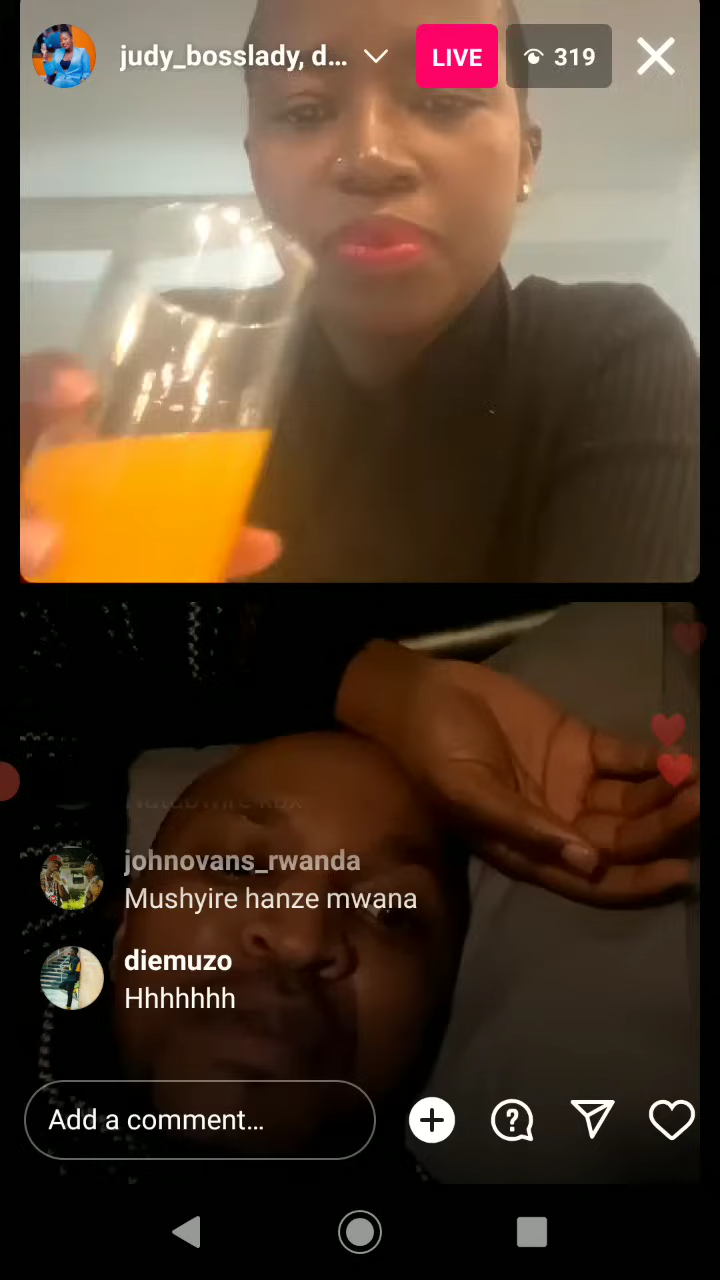 judy_bosslady, d...
LIVE
319
johnovans_rwanda
Mushyire hanze mwana
diemuzo
Hhhhhhh
Add a comment...